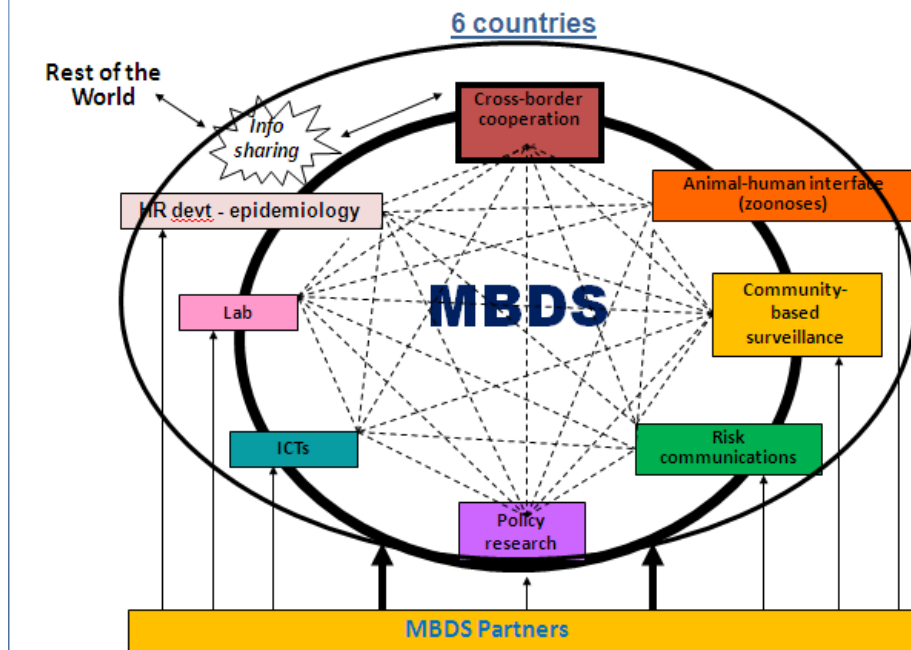 6 countries
Rest of the
World
Info
sharing
Cross-border
cooperation
Animal-human interface
(zoonoses)
HR devt - epidemiology
MBDS
Community-
based
surveillance
Lab
ICTs
Risk
communications
Policy
research
MBDS Partners